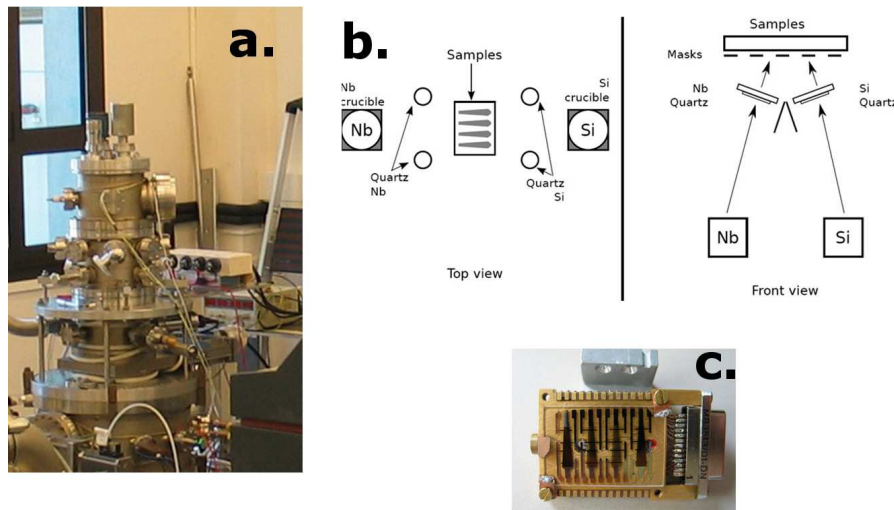 a.
b.
Samples
Nb
crucible
Nb
Si
crucible
Si
Quartz
Nb
Quartz
Si
Top view
Samples
Masks
Nb
Quartz
Si
Quartz
Nb
Si
Front view
c.